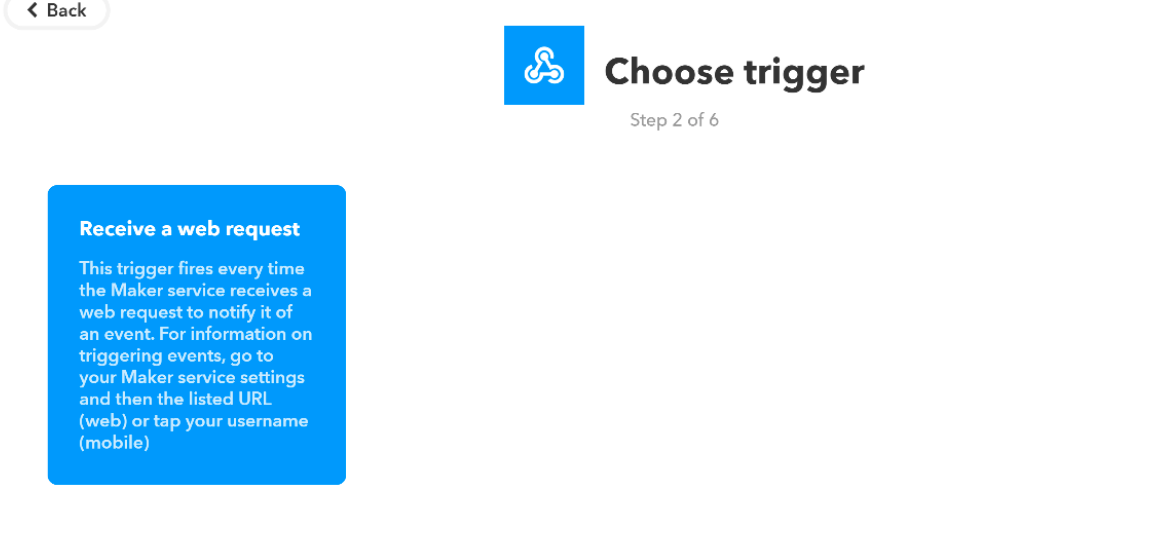 Back
Choose trigger
Step 2 of 6
Receive a web request
This trigger fires every time
the Maker service receives a
web request to notify it of
an event. For information on
triggering events, go to
your Maker service settings
and then the listed URL
(web) or tap your username
(mobile)